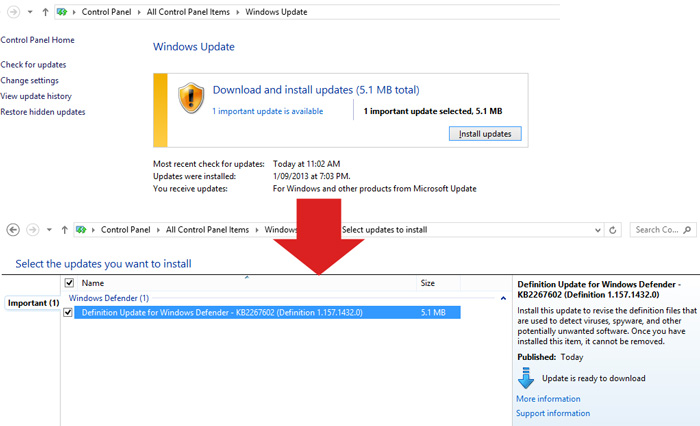 Control Panel All Control Panel Items Windows Update
Control Panel Home
Check for updates
Change settings
View update history
Restore hidden updates
Windows Update
Download and install updates (5.1 MB total)
1 important update is available
1 important update selected, 5.1 MB
Install updates
Most recent check for updates: Today at 11:02 AM
Updates were installed: 1/09/2013 at 7:03 PM.
You receive updates: For Windows and other products from Microsoft Update
Control Panel All Control Panel Items Windows Select updates to install
Search Co...
Select the updates you want to install
Name Size
Important (1)
Windows Defender (1)
Definition Update for Windows Defender - KB2267602 (Definition 1.157.1432.0) 5.1 MB
Definition Update for Windows Defender -
KB2267602 (Definition 1.157.1432.0)
Install this update to revise the definition files that
are used to detect viruses, spyware, and other
potentially unwanted software. Once you have
installed this item, it cannot be removed.
Published: Today
Update is ready to download
More information
Support information